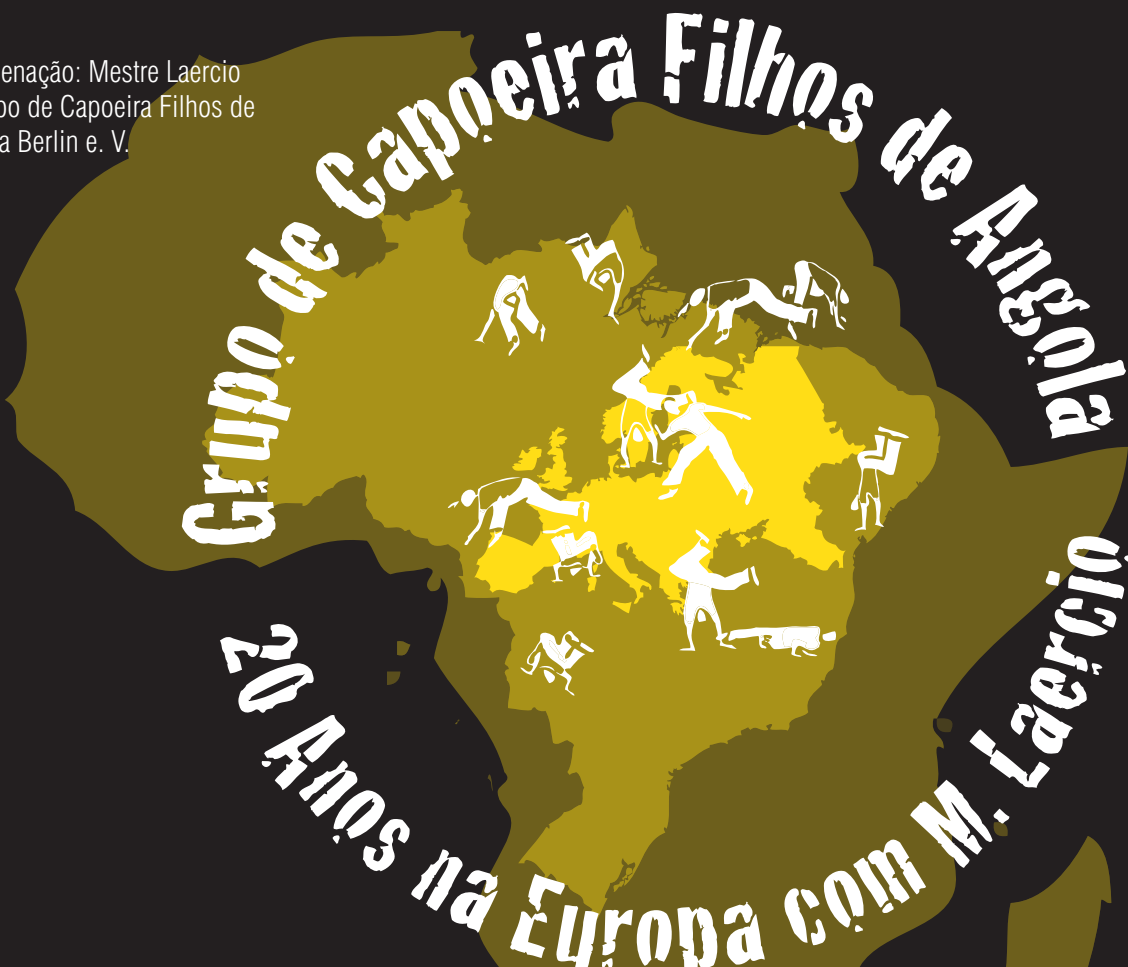 enação: Mestre Laercio
po de Capoeira Filhos de
a Berlin e. V.
Grupo de Capoeira Filhos de Angola
20 Anos na Europa com M. Laercio